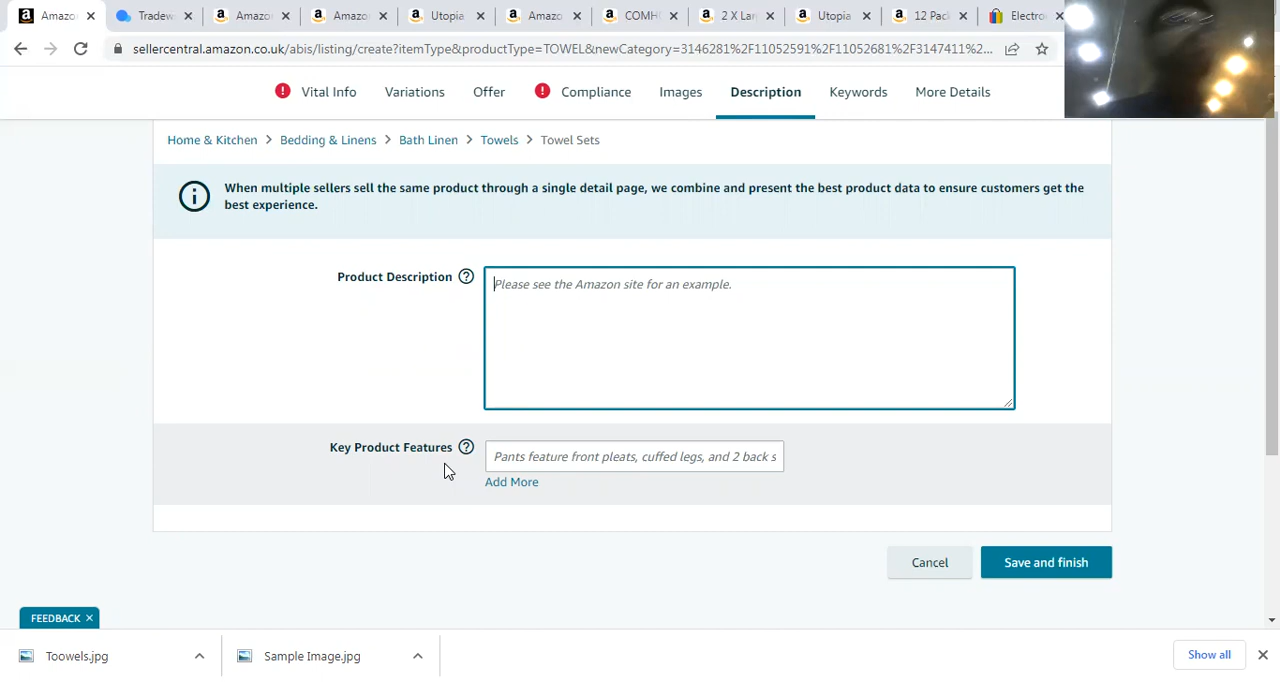 Amazo
Tradew
Amazon
Amazo
Utopia
Amazo
COMH
2 X Lar
Utopia
12 Pac
Electro
sellercentral.amazon.co.uk/abis/listing/create?itemType&productType=TOWEL&newCategory=3146281%2F11052591%2F11052681%2F3147411%2...
Vital Info Variations Offer Compliance Images Description Keywords More Details
Home & Kitchen > Bedding & Linens > Bath Linen > Towels > Towel Sets
When multiple sellers sell the same product through a single detail page, we combine and present the best product data to ensure customers get the
best experience.
Product Description
Please see the Amazon site for an example.
Key Product Features
Pants feature front pleats, cuffed legs, and 2 back s
Add More
Cancel
Save and finish
FEEDBACK
Toowels.jpg
Sample Image.jpg
Show all